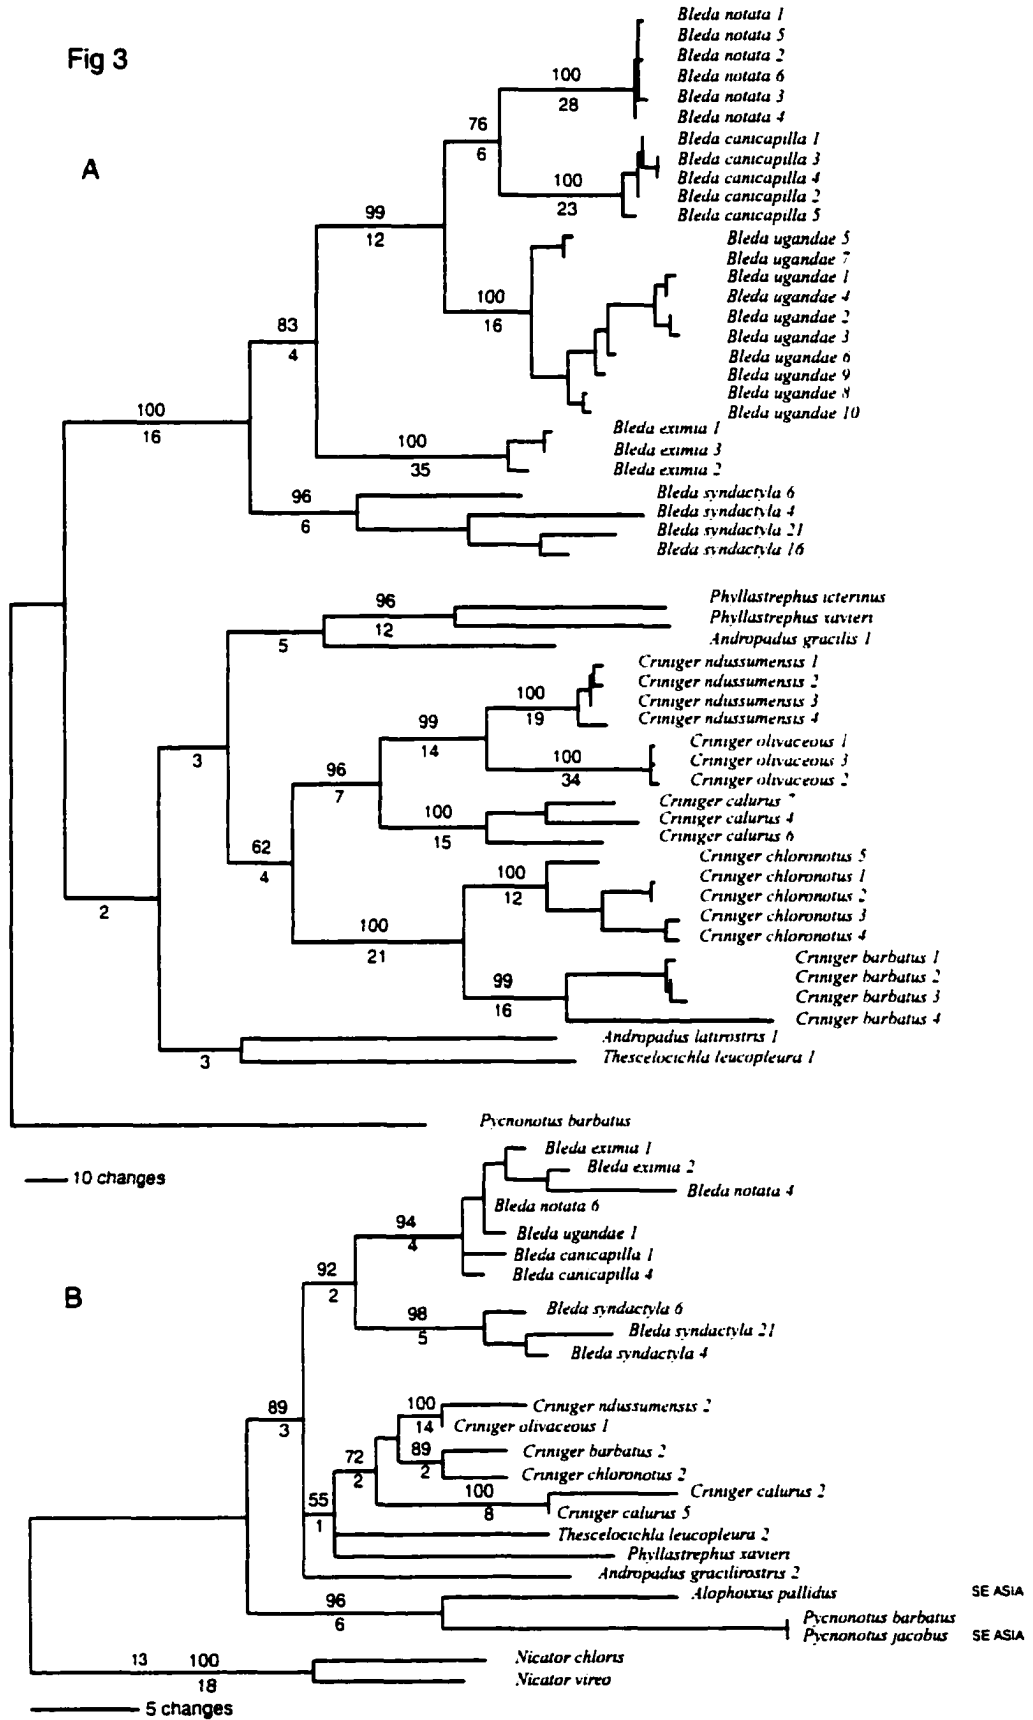 Fig 3
A
Bleda notata 1
Bleda notata 5
Bleda notata 2
Bleda notata 6
100
Bleda notata 3
28
Bleda notata 4
76
6
Bleda canicapilla 1
Bleda canicapilla 3
Bleda canicapilla 4
100
Bleda canicapilla 2
23
Bleda canicapilla 5
99
12
Bleda ugandae 5
Bleda ugandae 7
Bleda ugandae 1
100
Bleda ugandae 4
16
Bleda ugandae 2
83
Bleda ugandae 3
4
Bleda ugandae 6
Bleda ugandae 9
Bleda ugandae 8
100
Bleda ugandae 10
16
Bleda eximia 1
100
Bleda eximia 3
35
Bleda eximia 2
96
Bleda syndactyla 6
6
Bleda syndactyla 4
Bleda syndactyla 21
Bleda syndactyla 16
Phyllastrephus icterinus
96
Phyllastrephus xavieri
12
5
Andropadus gracilis 1
Criniger ndussumensis 1
Criniger ndussumensis 2
100
Criniger ndussumensis 3
19
Criniger ndussumensis 4
99
14
Criniger olivaceous 1
100
Criniger olivaceous 3
34
Criniger olivaceous 2
3
96
7
Criniger calurus 7
100
Criniger calurus 4
15
Criniger calurus 6
62
4
Criniger chloronotus 5
100
Criniger chloronotus 1
12
Criniger chloronotus 2
2
Criniger chloronotus 3
100
Criniger chloronotus 4
21
Criniger barbatus 1
99
Criniger barbatus 2
16
Criniger barbatus 3
Criniger barbatus 4
Andropadus latirostris 1
3
Thescelocichla leucopleura 1
Pycnonotus barbatus
10 changes
B
Bleda eximia 1
Bleda eximia 2
Bleda notata 4
Bleda notata 6
94
4
Bleda ugandae 1
Bleda canicapilla 1
92
Bleda canicapilla 4
2
98
Bleda syndactyla 6
5
Bleda syndactyla 21
Bleda syndactyla 4
89
3
100
Criniger ndussumensis 2
14
Criniger olivaceous 1
72
2
89
Criniger barbatus 2
2
Criniger chloronotus 2
100
Criniger calurus 2
8
Criniger calurus 5
55
1
Thescelocichla leucopleura 2
Phyllastrephus xavieri
Andropadus gracilirostris 2
96
Alophoixus pallidus SE ASIA
6
Pycnonotus barbatus
Pycnonotus jacobus SE ASIA
13 100
Nicator chloris
18
Nicator vireo
5 changes